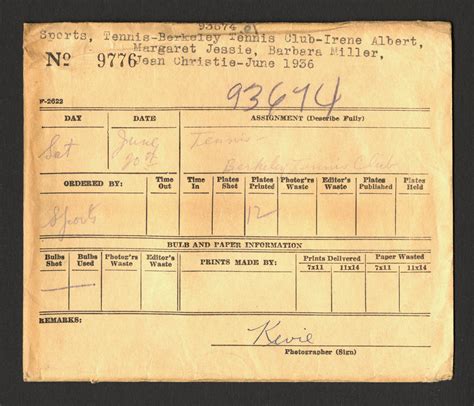 93674
Sports, Tennis-Berkeley Tennis Club-Irene Albert,
Margaret Jessie, Barbara Miller,
No 9776 Jean Christie-June 1936
F-2622
93674
DAY DATE ASSIGNMENT (Describe Fully)
Sat June 20th Tennis
Berkeley Tennis Club
ORDERED BY: Time Out Time In Plates Shot Plates Printed Photog'rs Waste Editor's Waste Plates Published Plates Held
Sports 12
BULB AND PAPER INFORMATION
Bulbs Shot Bulbs Used Photog'rs Waste Editor's Waste PRINTS MADE BY: Prints Delivered Paper Wasted
7x11 11x14 7x11 11x14
REMARKS:
Photographer (Sign)